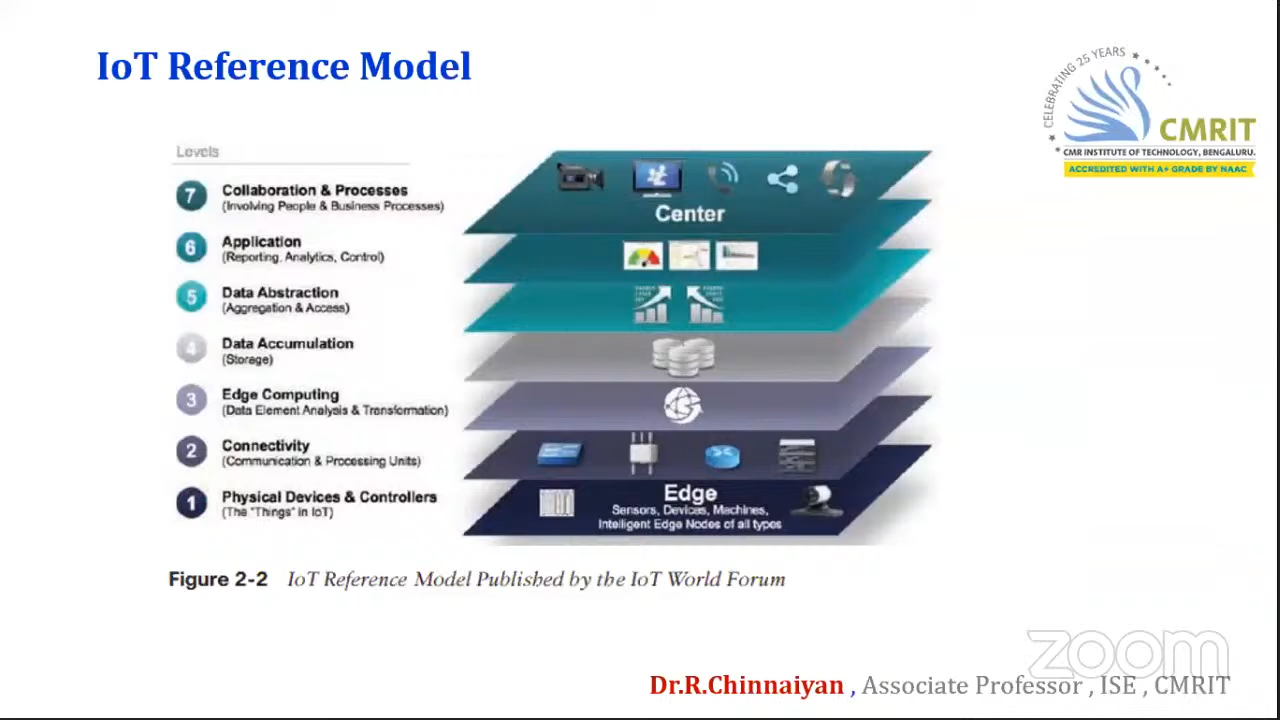 IoT Reference Model
CELEBRATING 25 YEARS
CMRIT
CMR INSTITUTE OF TECHNOLOGY, BENGALURU.
ACCREDITED WITH A+ GRADE BY NAAC
Levels
7 Collaboration & Processes
(Involving People & Business Processes)
6 Application
(Reporting, Analytics, Control)
5 Data Abstraction
(Aggregation & Access)
4 Data Accumulation
(Storage)
3 Edge Computing
(Data Element Analysis & Transformation)
2 Connectivity
(Communication & Processing Units)
1 Physical Devices & Controllers
(The "Things" in IoT)
Center
Edge
Sensors, Devices, Machines,
Intelligent Edge Nodes of all types
Figure 2-2 IoT Reference Model Published by the IoT World Forum
zoom
Dr.R.Chinnaiyan , Associate Professor , ISE , CMRIT